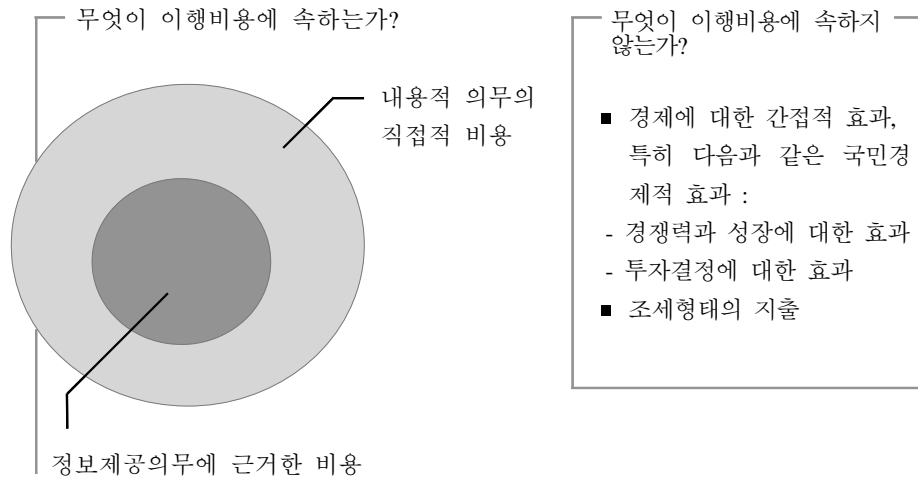 무엇이 이행비용에 속하는가?
내용적 의무의
직접적 비용
정보제공의무에 근거한 비용
무엇이 이행비용에 속하지
않는가?
■ 경제에 대한 간접적 효과,
특히 다음과 같은 국민경
제적 효과 :
- 경쟁력과 성장에 대한 효과
- 투자결정에 대한 효과
■ 조세형태의 지출